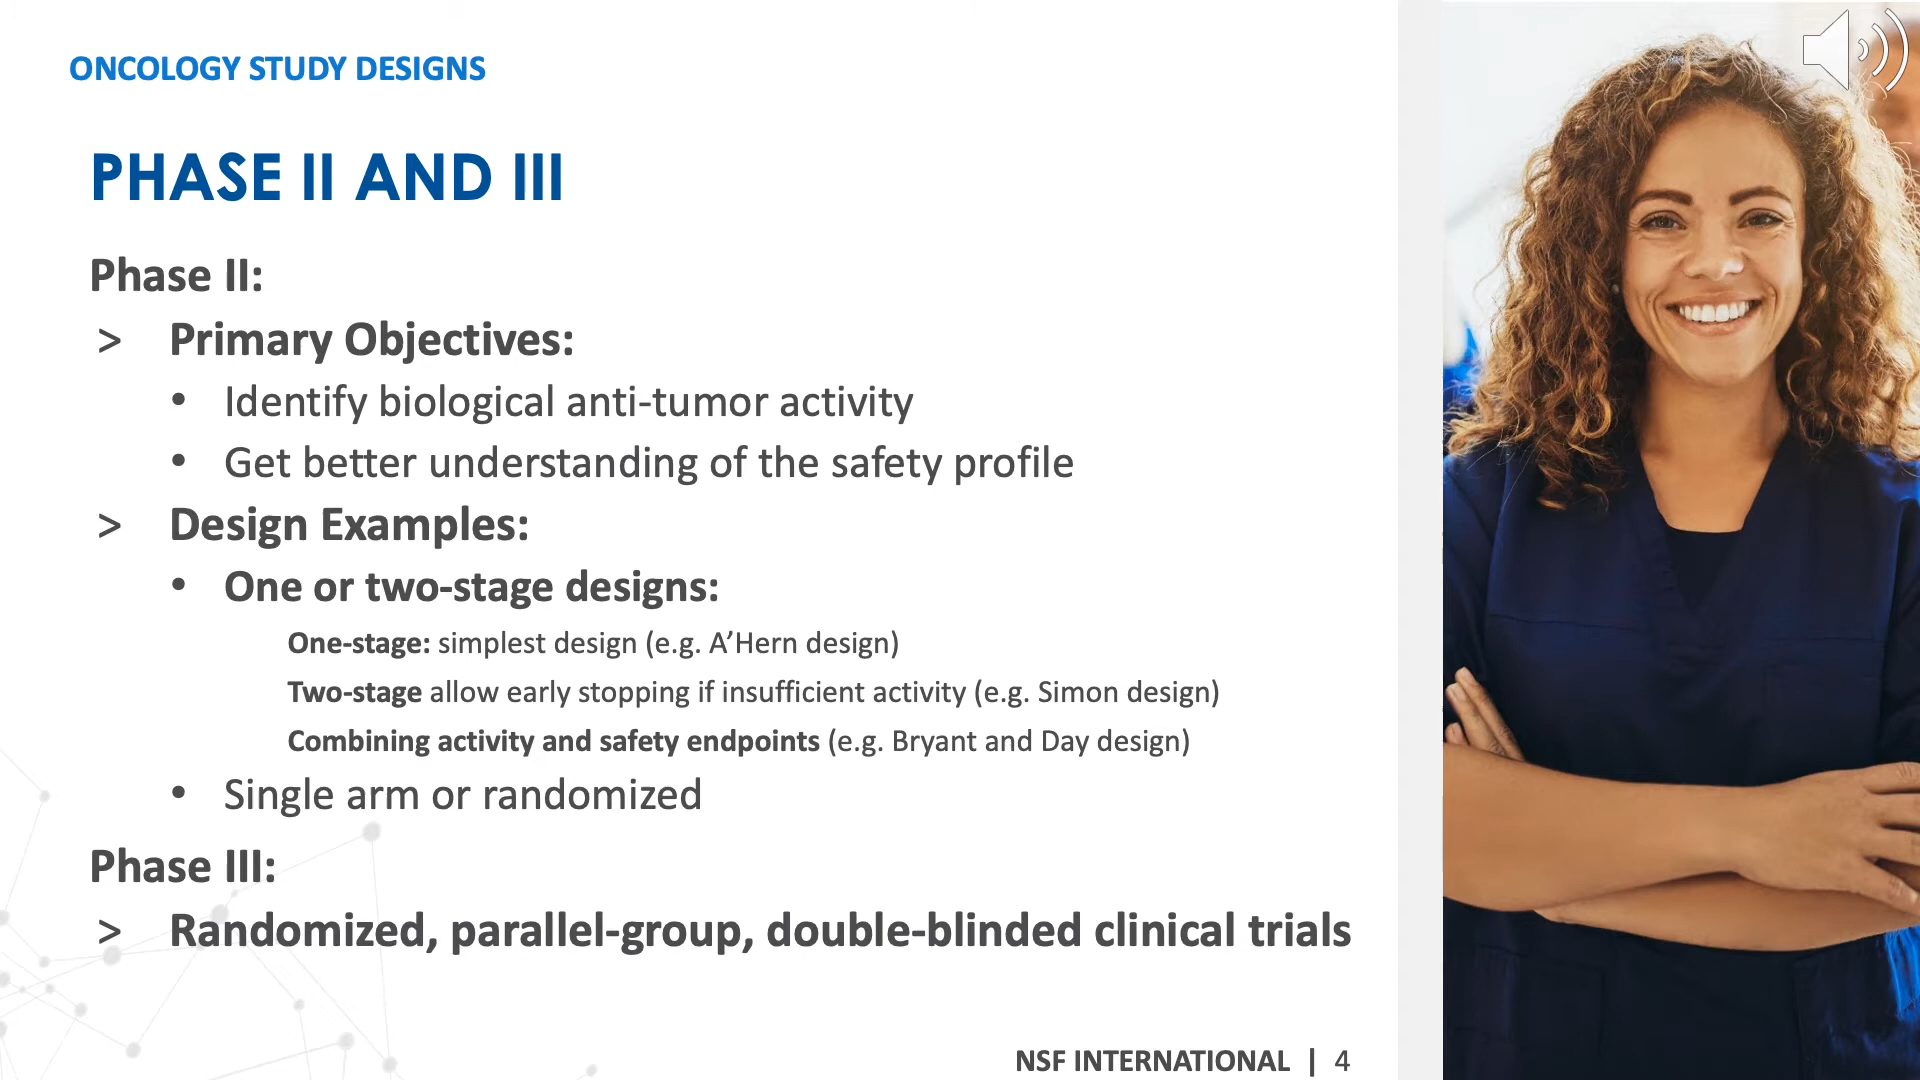 ONCOLOGY STUDY DESIGNS
PHASE II AND III
Phase II:
> Primary Objectives:
• Identify biological anti-tumor activity
• Get better understanding of the safety profile
> Design Examples:
• One or two-stage designs:
One-stage: simplest design (e.g. A’Hern design)
Two-stage allow early stopping if insufficient activity (e.g. Simon design)
Combining activity and safety endpoints (e.g. Bryant and Day design)
• Single arm or randomized
Phase III:
> Randomized, parallel-group, double-blinded clinical trials
NSF INTERNATIONAL | 4